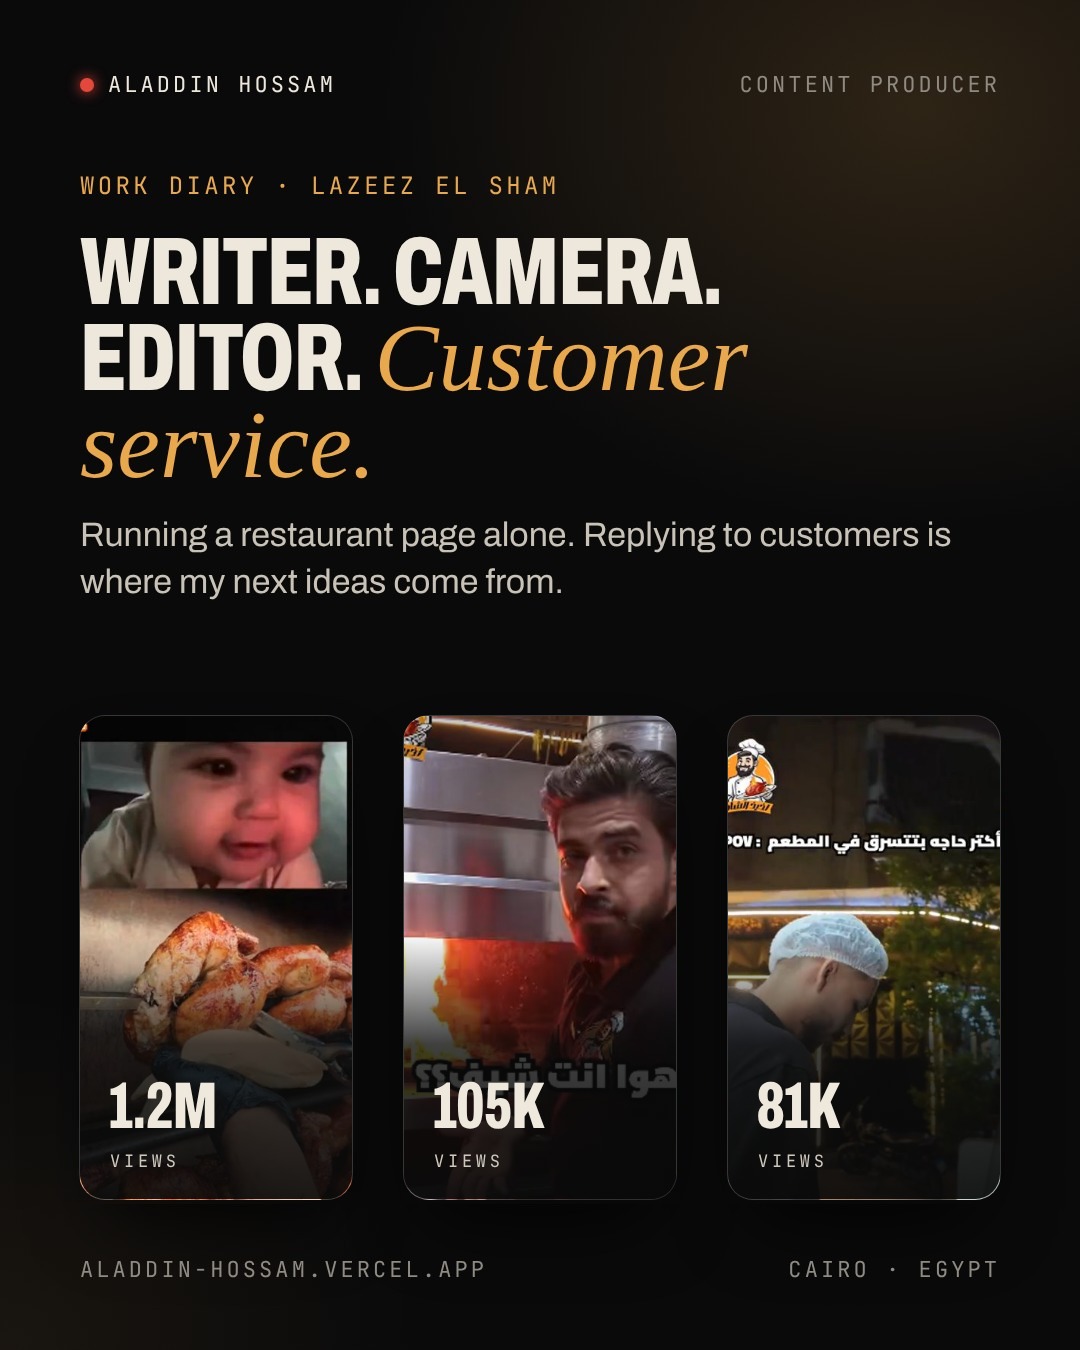 ALADDIN HOSSAM
CONTENT PRODUCER
WORK DIARY · LAZEEZ EL SHAM
WRITER. CAMERA.
EDITOR. Customer
service.
Running a restaurant page alone. Replying to customers is
where my next ideas come from.
هوا انت شيف؟؟
1.2M
VIEWS
105K
VIEWS
POV : أكتر حاجه بتتسرق في المطعم
81K
VIEWS
ALADDIN-HOSSAM.VERCEL.APP
CAIRO · EGYPT